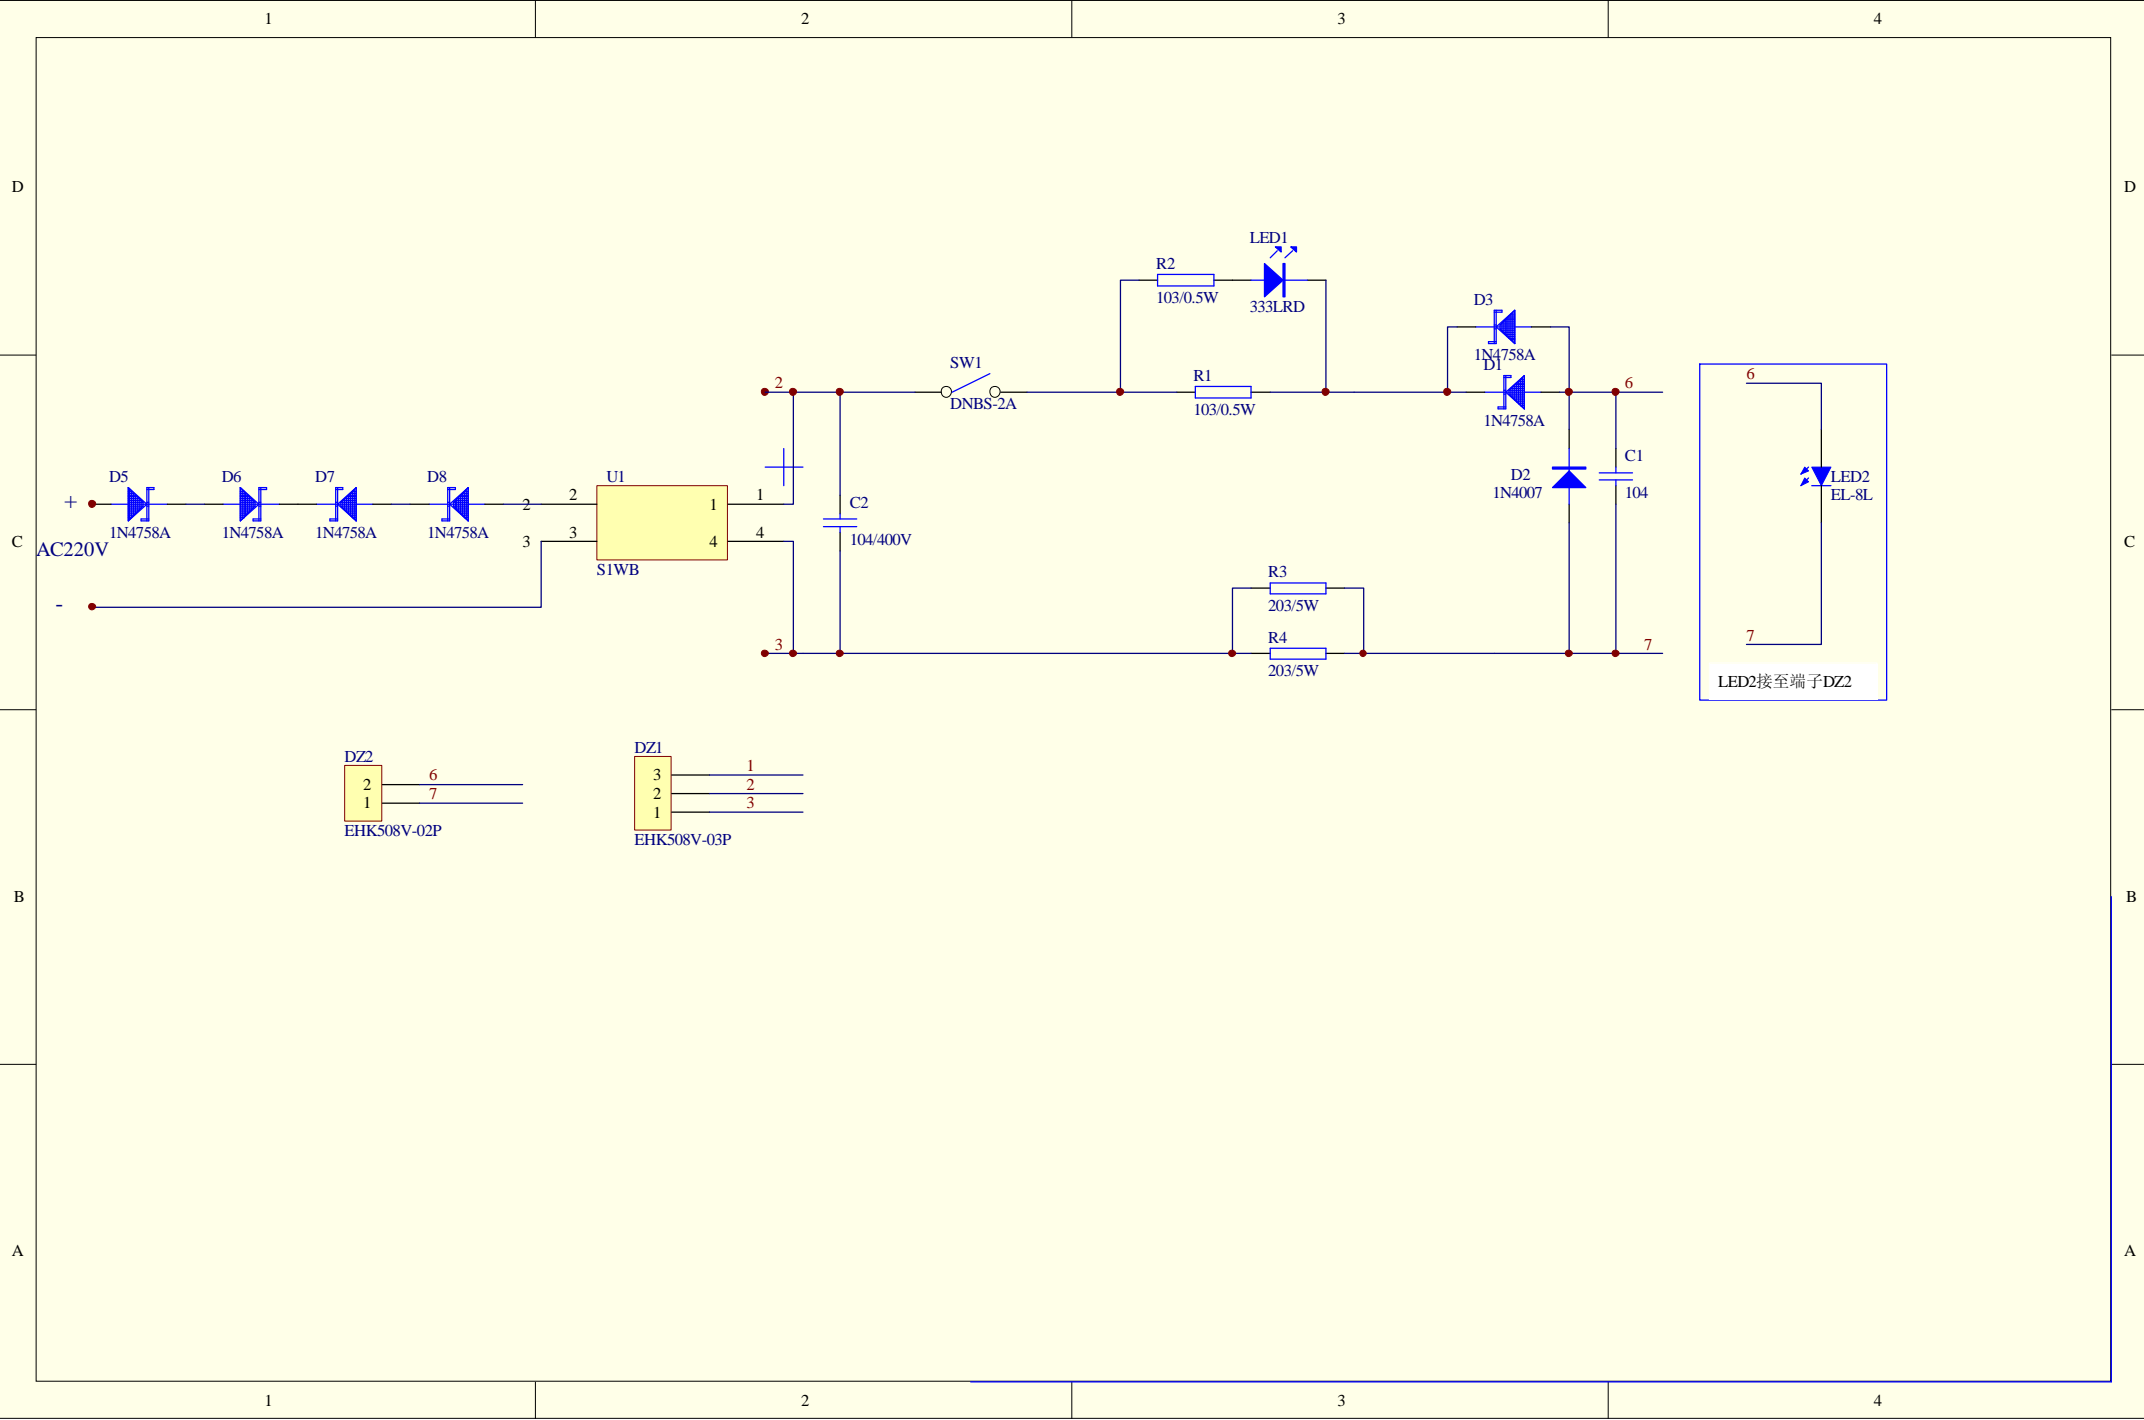 1 2 3 4
D D
LED1
R2
103/0.5W
333LRD
D3
1N4758A
SW1
DNBS-2A
R1
103/0.5W
D1
1N4758A
2
6
6
D5 D6 D7 D8
1N4758A 1N4758A 1N4758A 1N4758A
+
AC220V
-
2
3
U1
2 1 1
3 4 4
S1WB
C2
104/400V
D2
1N4007
C1
104
LED2
EL-8L
C C
R3
203/5W
R4
203/5W
3
7
7
LED2接至端子DZ2
DZ2
2 6
1 7
EHK508V-02P
DZ1
3 1
2 2
1 3
EHK508V-03P
B B
A A
1 2 3 4